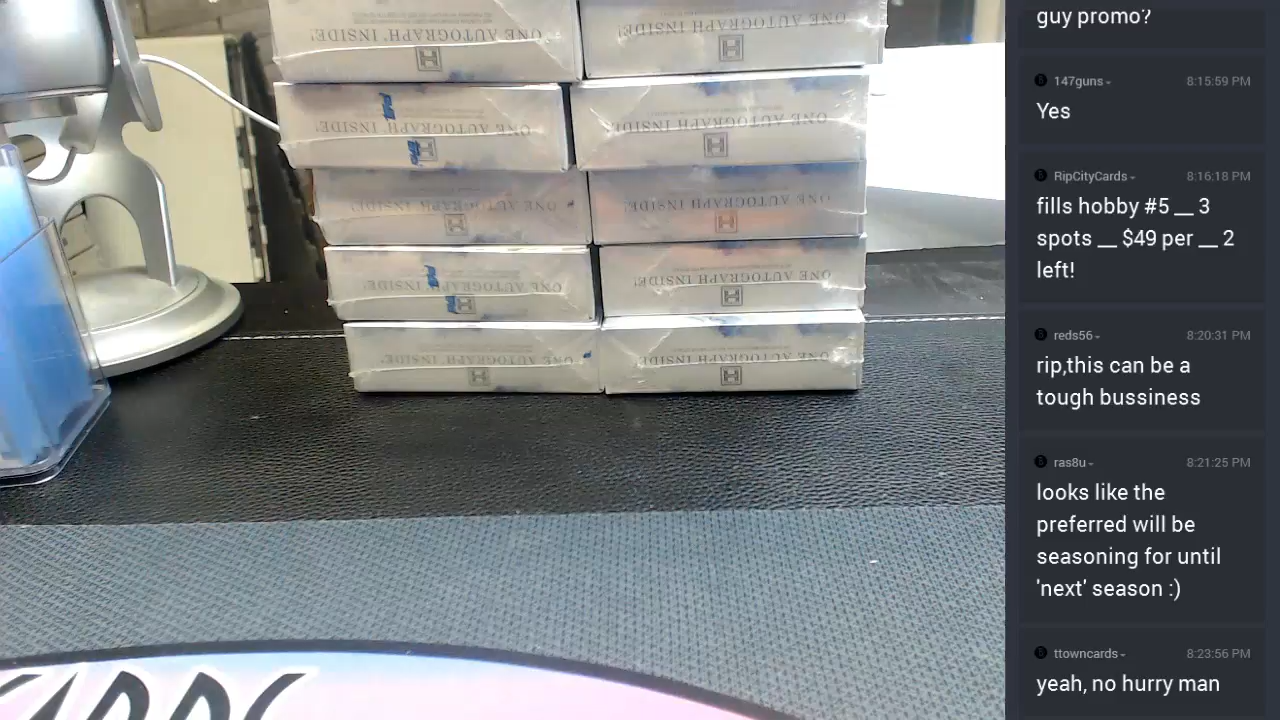 ONE AUTOGRAPH INSIDE!
H
ONE AUTOGRAPH INSIDE!
H
ONE AUTOGRAPH INSIDE!
H
ONE AUTOGRAPH INSIDE!
H
ONE AUTOGRAPH INSIDE!
H
ONE AUTOGRAPH INSIDE!
H
ONE AUTOGRAPH INSIDE!
H
ONE AUTOGRAPH INSIDE!
H
ONE AUTOGRAPH INSIDE!
H
ONE AUTOGRAPH INSIDE!
H
CARDS
guy promo?
147guns 8:15:59 PM
Yes
RipCityCards 8:16:18 PM
fills hobby #5 __ 3
spots __ $49 per __ 2
left!
reds56 8:20:31 PM
rip,this can be a
tough bussiness
ras8u 8:21:25 PM
looks like the
preferred will be
seasoning for until
'next' season :)
ttowncards 8:23:56 PM
yeah, no hurry man